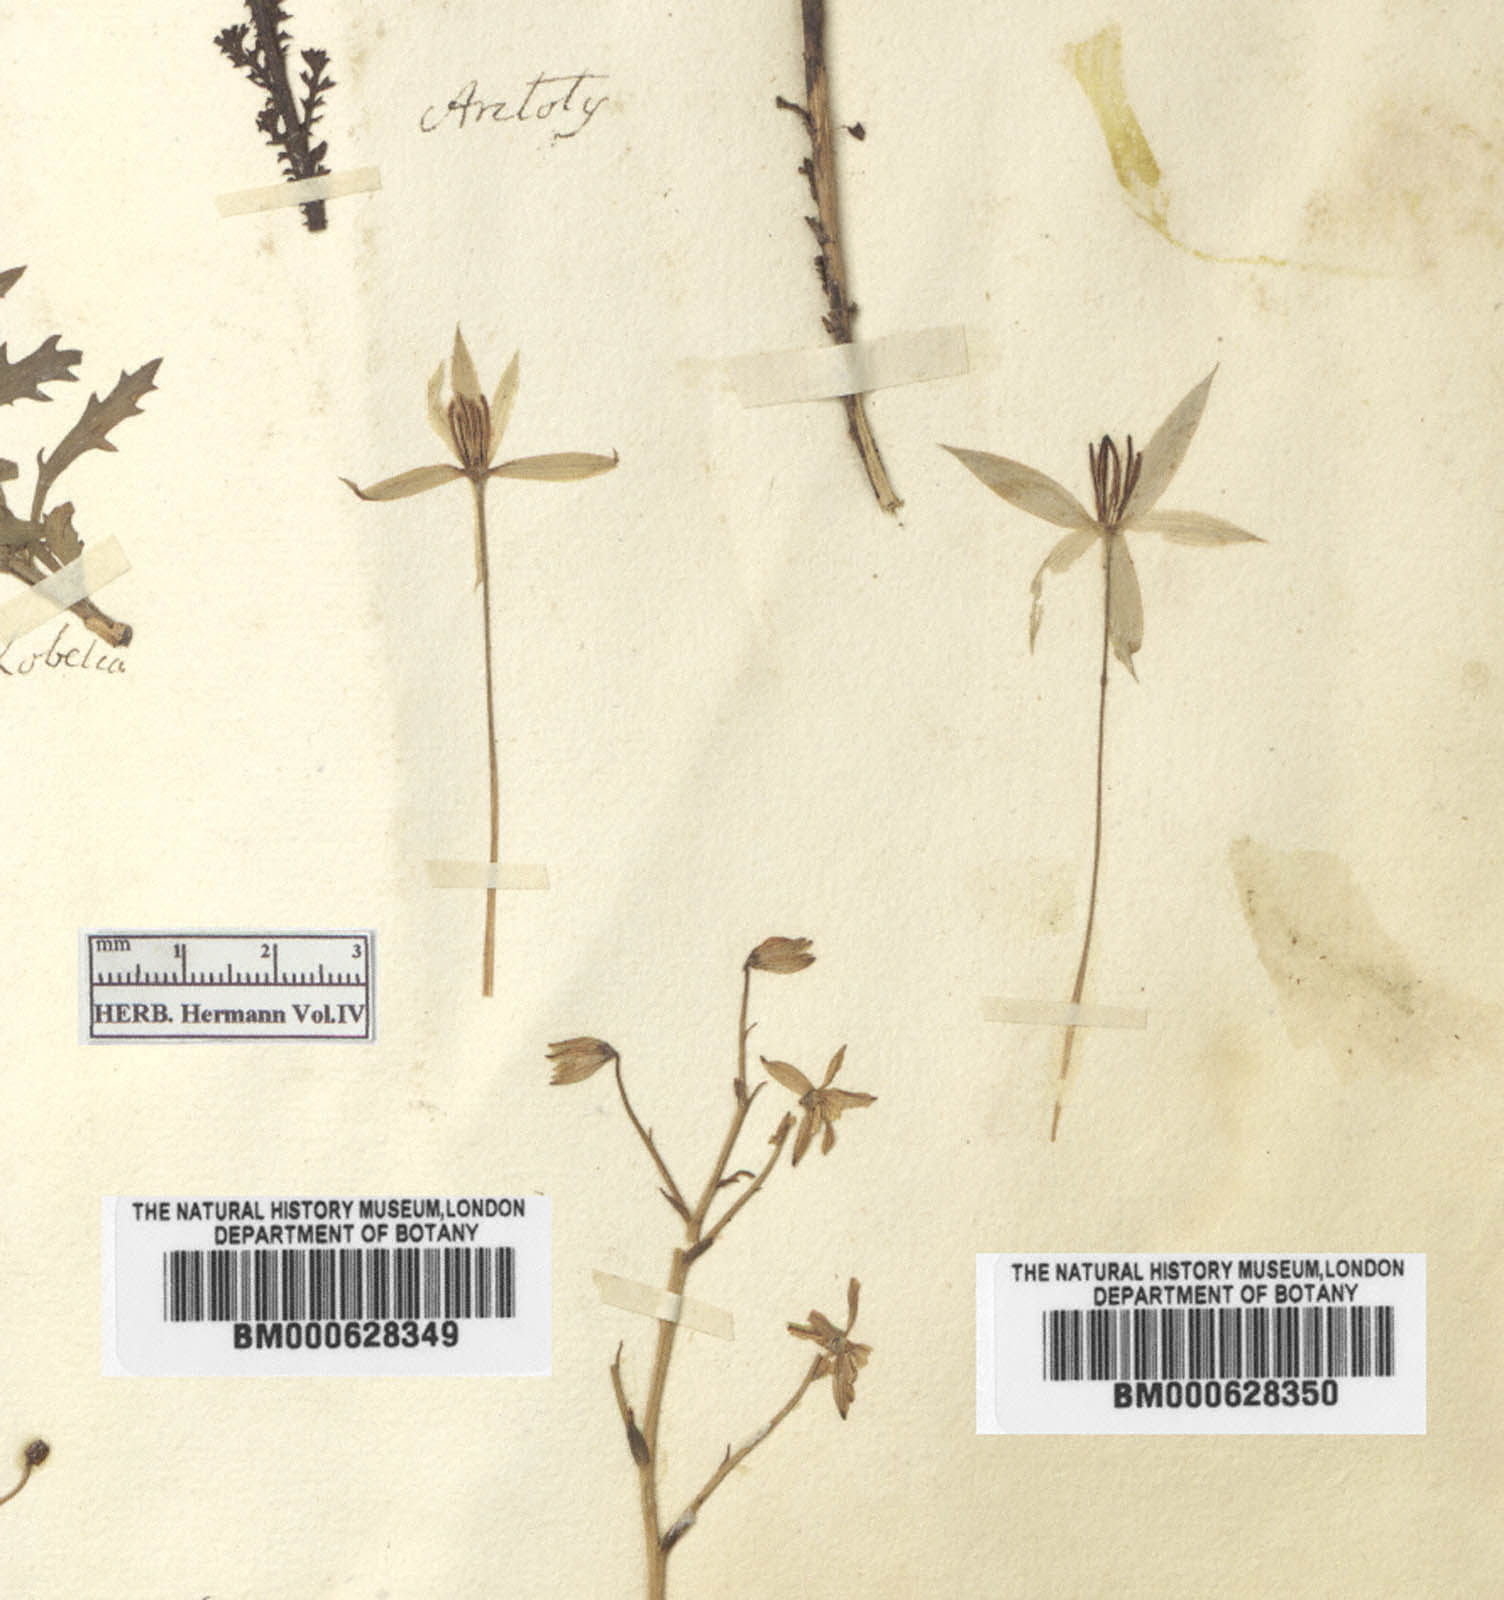 Arctoty
Lobelia
mm 1 2 3
HERB. Hermann Vol.IV
THE NATURAL HISTORY MUSEUM,LONDON
DEPARTMENT OF BOTANY
BM000628349
THE NATURAL HISTORY MUSEUM,LONDON
DEPARTMENT OF BOTANY
BM000628350